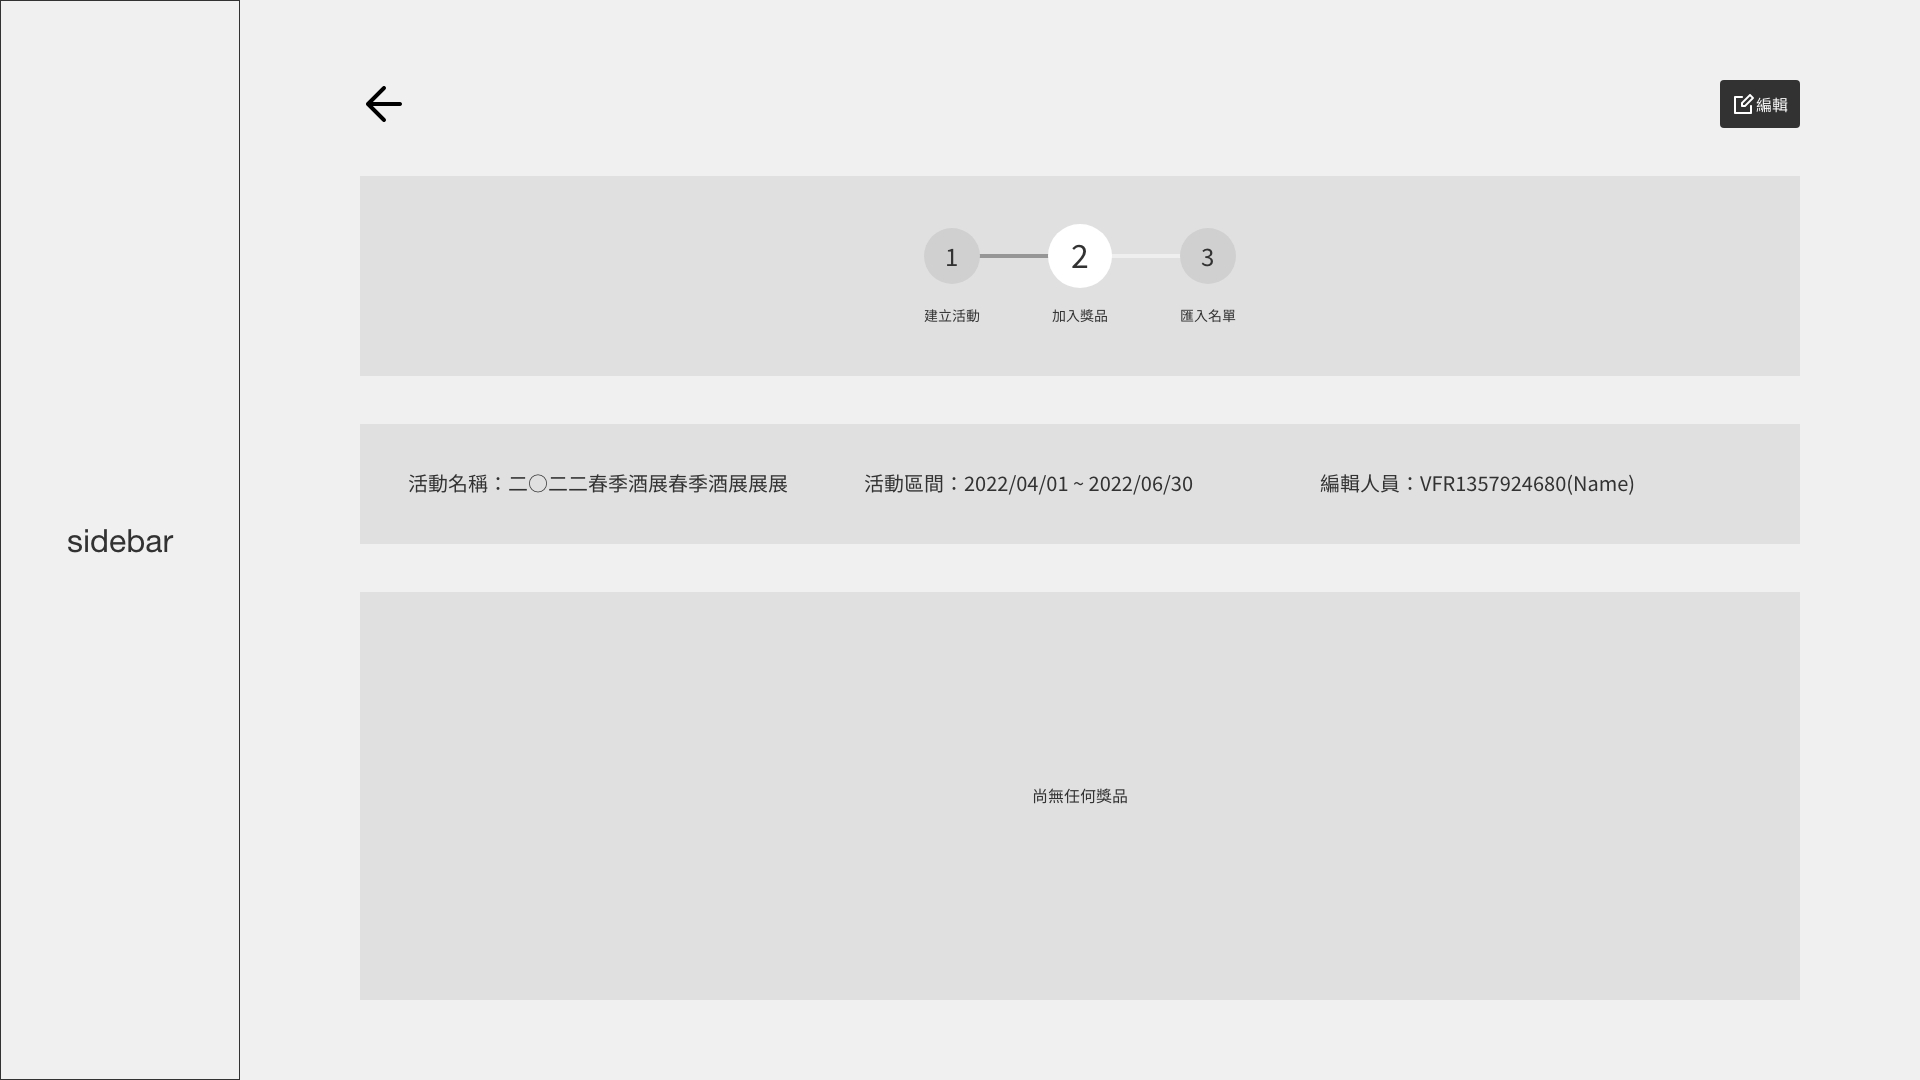 sidebar
編輯
1
2
3
建立活動
加入獎品
匯入名單
活動名稱：二〇二二春季酒展春季酒展展展
活動區間：2022/04/01 ~ 2022/06/30
編輯人員：VFR1357924680(Name)
尚無任何獎品